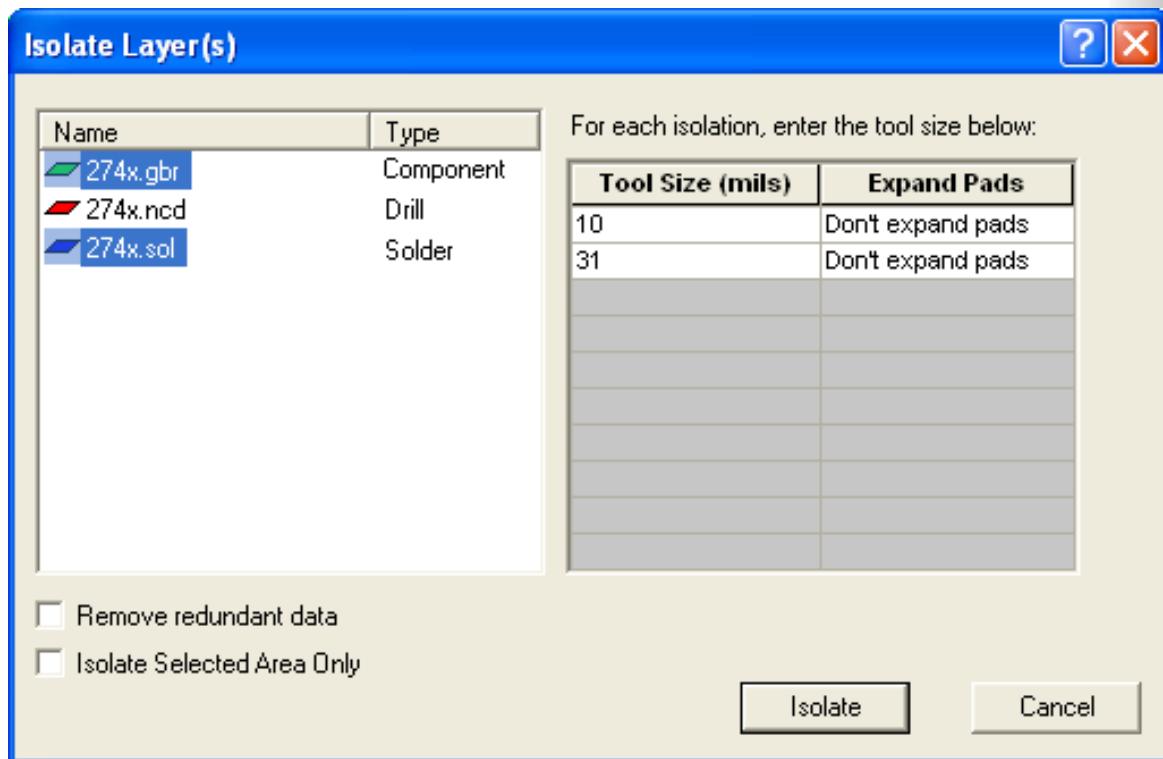 Isolate Layer(s)
Name Type
274x.gbr Component
274x.ncd Drill
274x.sol Solder
For each isolation, enter the tool size below:
Tool Size (mils) Expand Pads
10 Don't expand pads
31 Don't expand pads
Remove redundant data
Isolate Selected Area Only
Isolate Cancel